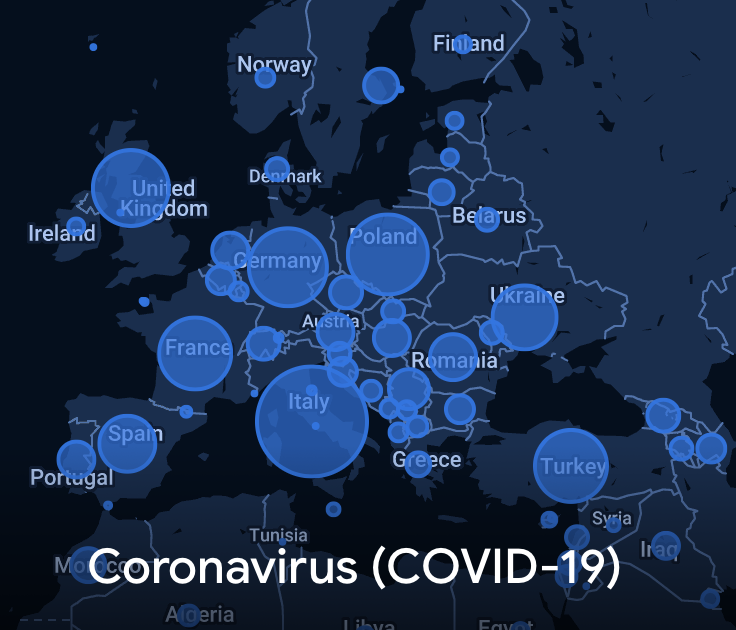 Finland
Norway
Denmark
United
Kingdom
Belarus
Ireland
Poland
Germany
Ukraine
Austria
France
Romania
Italy
Spain
Greece
Turkey
Portugal
Syria
Tunisia
Iraq
Morocco
Coronavirus (COVID-19)
Algeria
Libya
Egypt